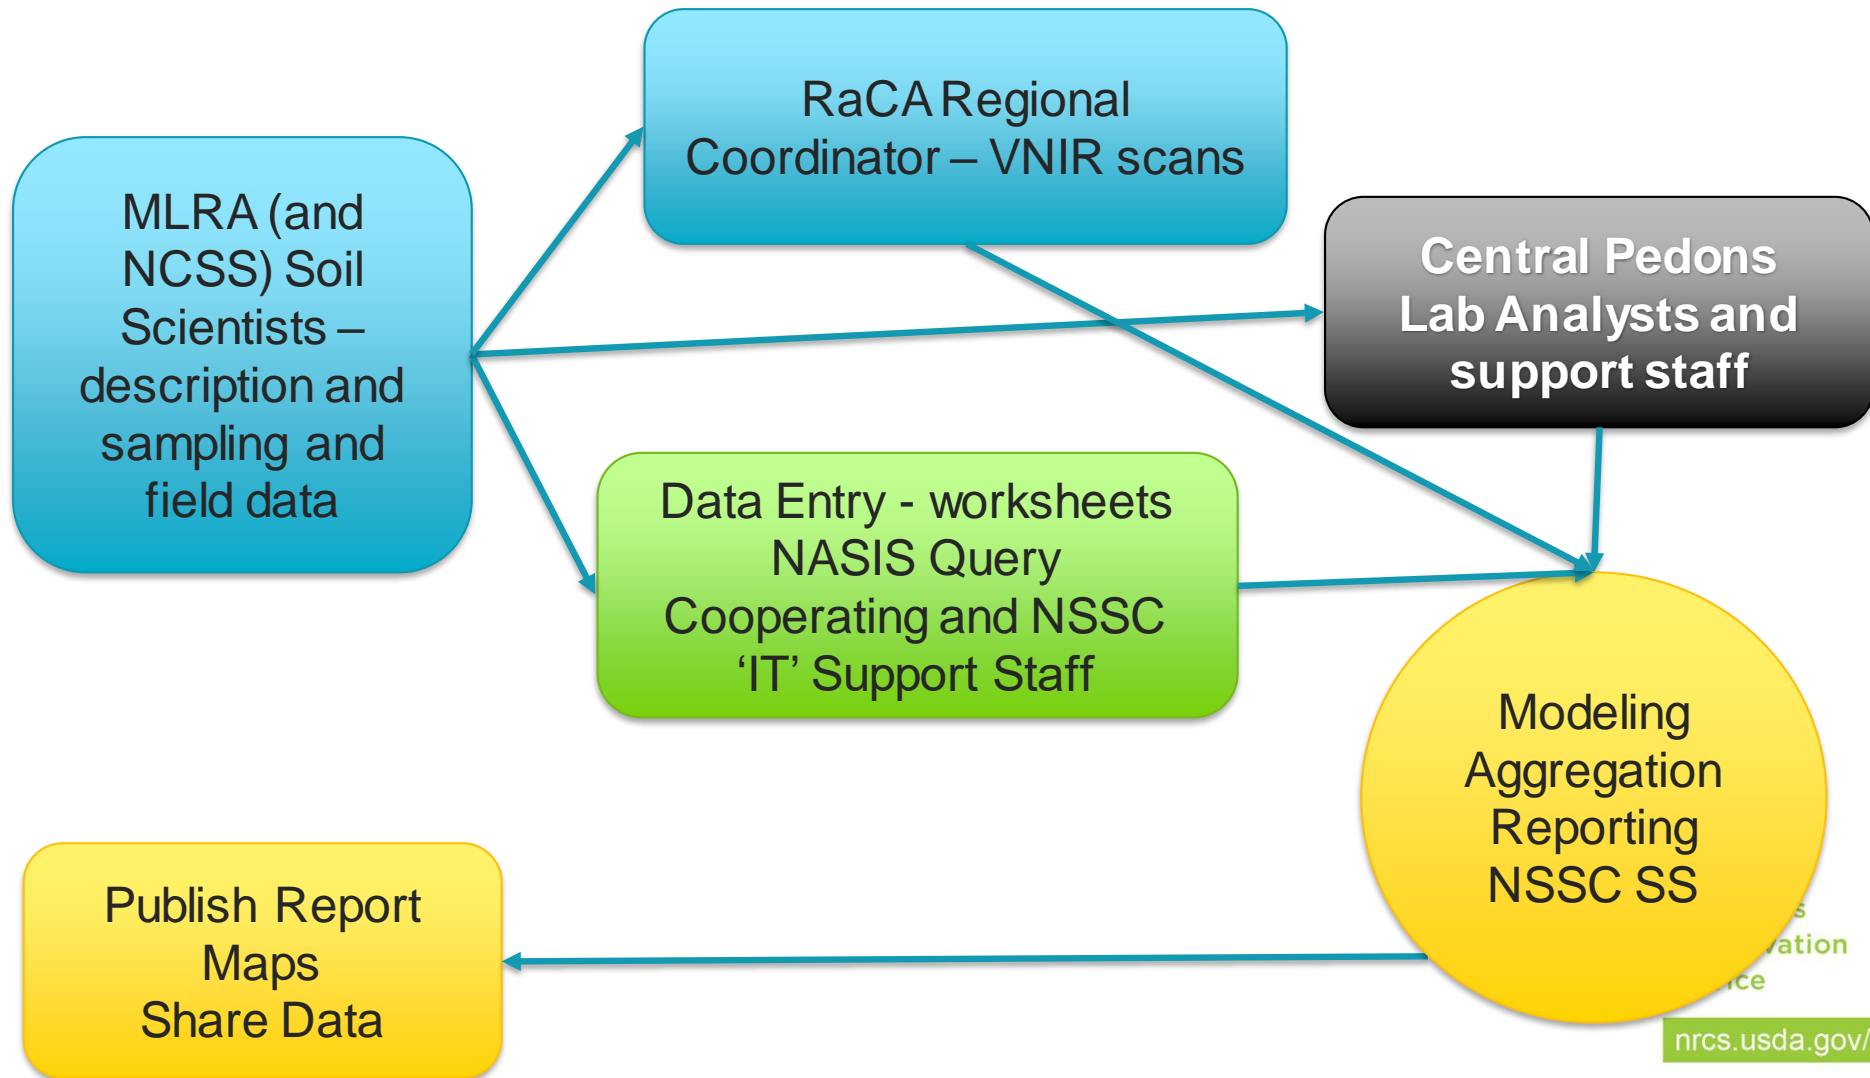 RaCA Regional
Coordinator – VNIR scans
MLRA (and
NCSS) Soil
Scientists –
description and
sampling and
field data
Central Pedons
Lab Analysts and
support staff
Data Entry - worksheets
NASIS Query
Cooperating and NSSC
‘IT’ Support Staff
Modeling
Aggregation
Reporting
NSSC SS
Publish Report
Maps
Share Data
nrcs.usda.gov/